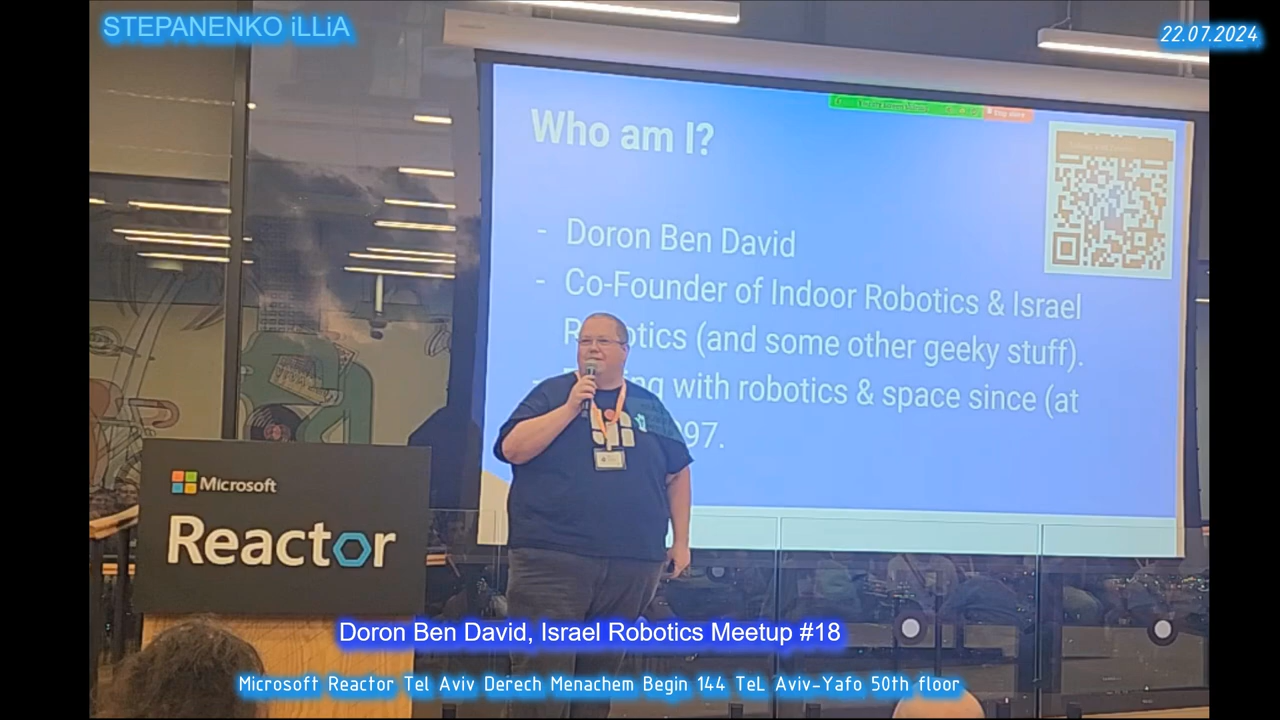 STEPANENKO iLLiA
22.07.2024
Who am I?
- Doron Ben David
- Co-Founder of Indoor Robotics & Israel
(and some other geeky stuff).
- with robotics & space since (at
97.
Microsoft
Reactor
Doron Ben David, Israel Robotics Meetup #18
Microsoft Reactor Tel Aviv Derech Menachem Begin 144 TeL Aviv-Yafo 50th floor